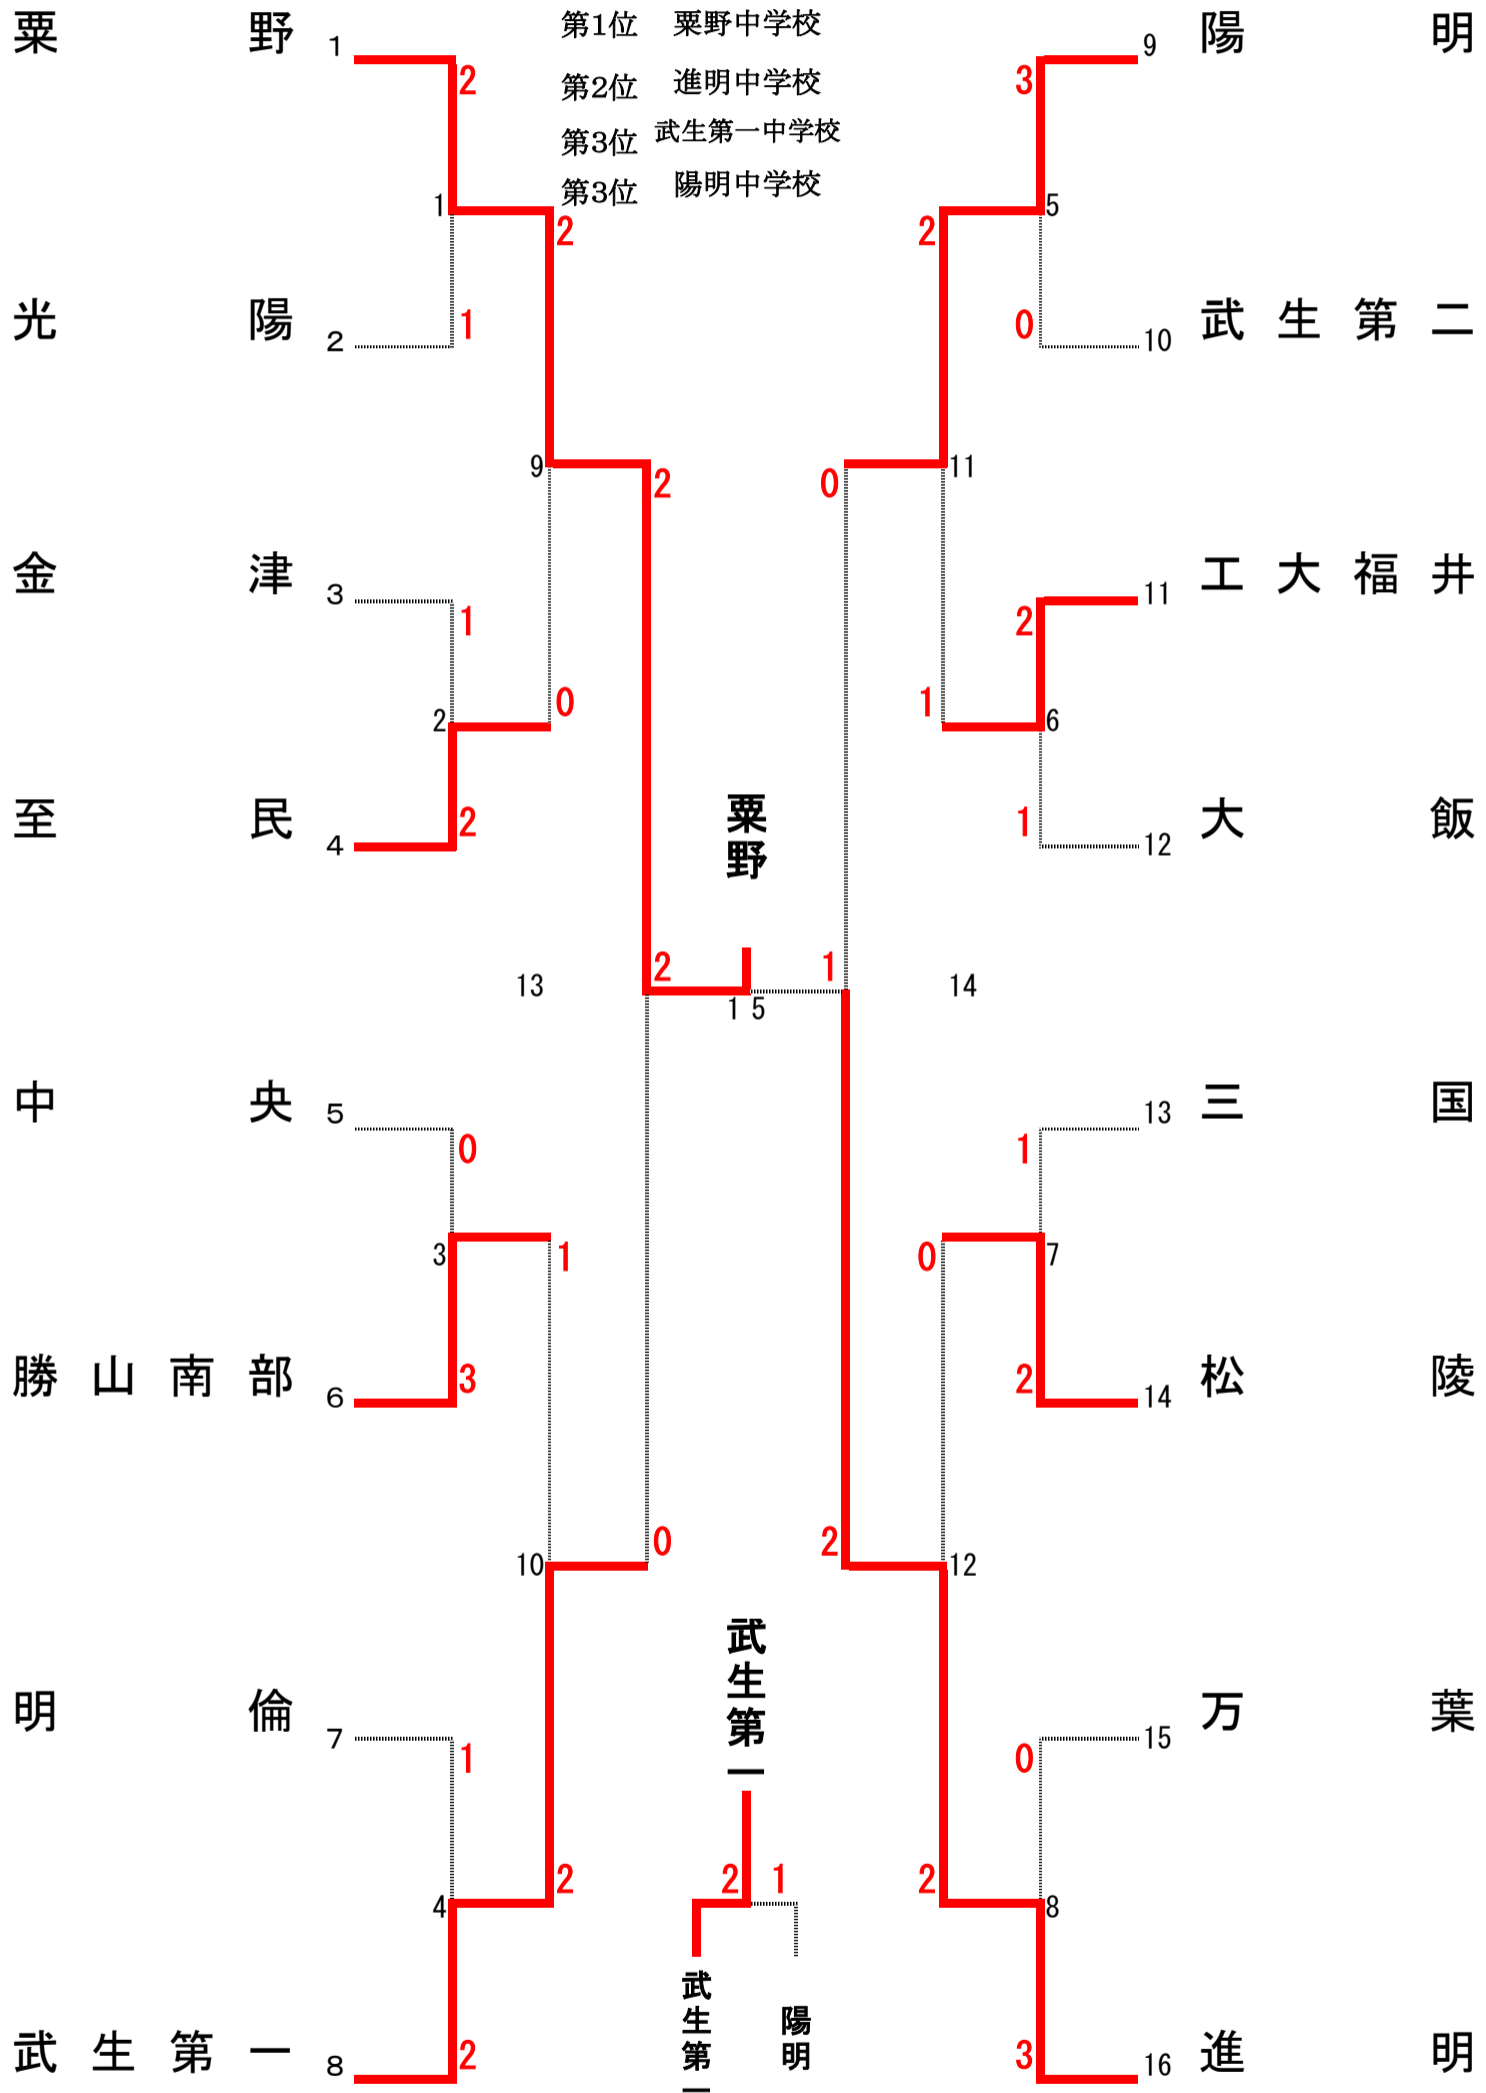 粟野 1 第1位 粟野中学校 9 陽明
2 第2位 進明中学校 3
第3位 武生第一中学校
第3位 陽明中学校
1 5
2 2
光陽 2 1 0 10 武生第二
9 2 0 11
金津 3 1 2 11 工大福井
2 0 1 6
至民 4 2 粟野 1 12 大飯
13 2 1 14
15
中央 5 0 1 13 三国
3 1 0 7
勝山南部 6 3 2 14 松陵
10 0 2 12
武生第一
明倫 7 1 0 15 万葉
4 2 2 1 2 8
武生第一 8 2 武生第一 陽明 3 16 進明